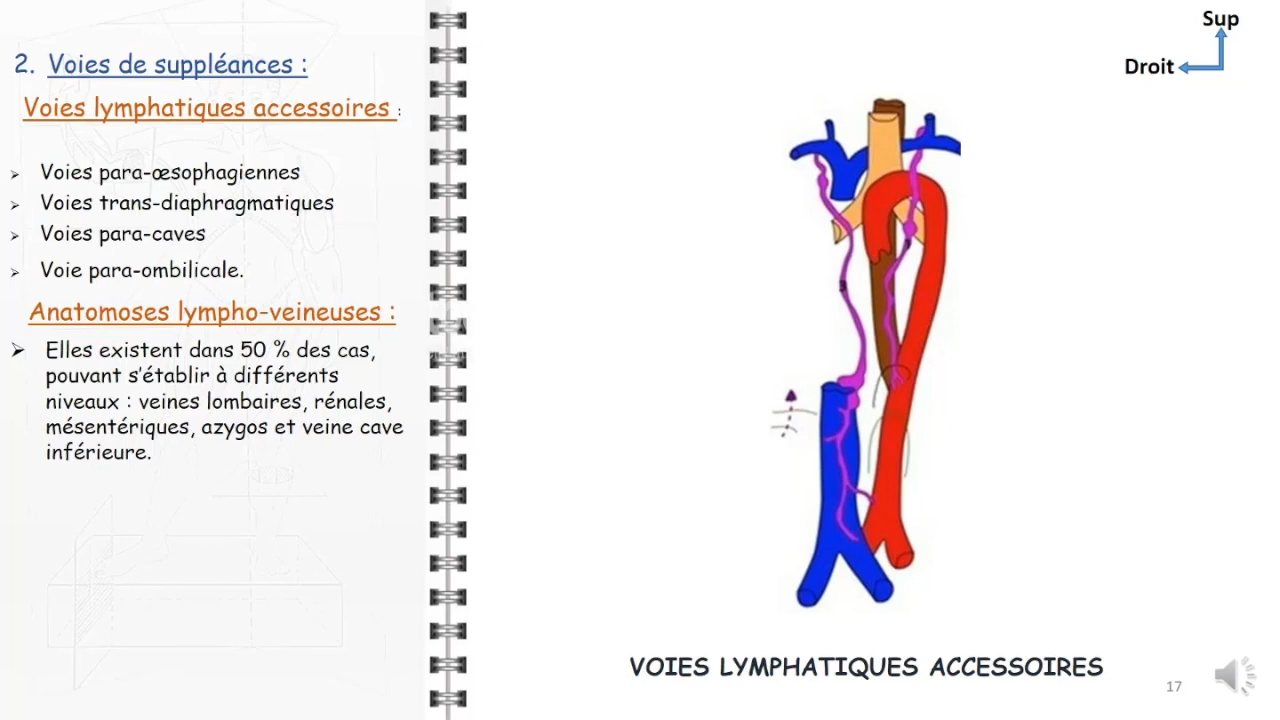 2. Voies de suppléances :
Voies lymphatiques accessoires :
Voies para-œsophagiennes
Voies trans-diaphragmatiques
Voies para-caves
Voie para-ombilicale.
Anatomoses lympho-veineuses :
Elles existent dans 50 % des cas,
pouvant s'établir à différents
niveaux : veines lombaires, rénales,
mésentériques, azygos et veine cave
inférieure.
Sup
Droit
3
VOIES LYMPHATIQUES ACCESSOIRES
17